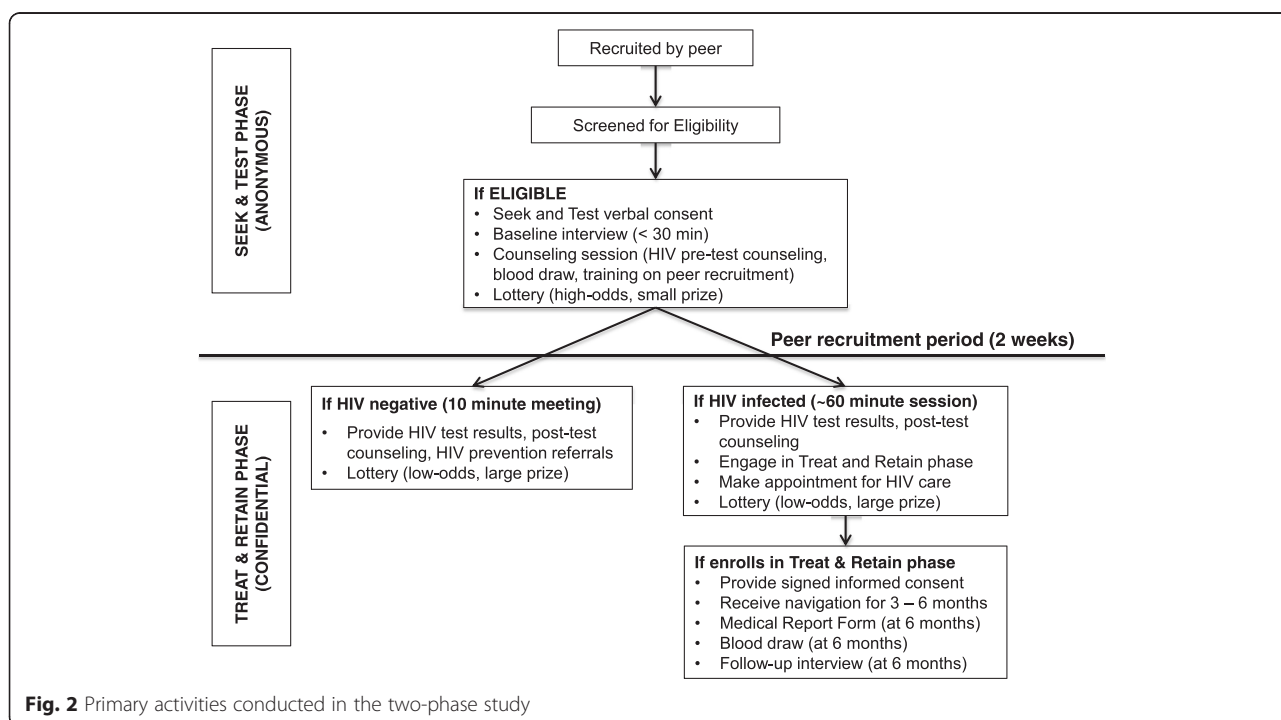 SEEK & TEST PHASE
(ANONYMOUS)
Recruited by peer
Screened for Eligibility
If ELIGIBLE
• Seek and Test verbal consent
• Baseline interview (< 30 min)
• Counseling session (HIV pre-test counseling,
blood draw, training on peer recruitment)
• Lottery (high-odds, small prize)
Peer recruitment period (2 weeks)
TREAT & RETAIN PHASE
(CONFIDENTIAL)
If HIV negative (10 minute meeting)
• Provide HIV test results, post-test
counseling, HIV prevention referrals
• Lottery (low-odds, large prize)
If HIV infected (~60 minute session)
• Provide HIV test results, post-test
counseling
• Engage in Treat and Retain phase
• Make appointment for HIV care
• Lottery (low-odds, large prize)
If enrolls in Treat & Retain phase
• Provide signed informed consent
• Receive navigation for 3 – 6 months
• Medical Report Form (at 6 months)
• Blood draw (at 6 months)
• Follow-up interview (at 6 months)
Fig. 2 Primary activities conducted in the two-phase study